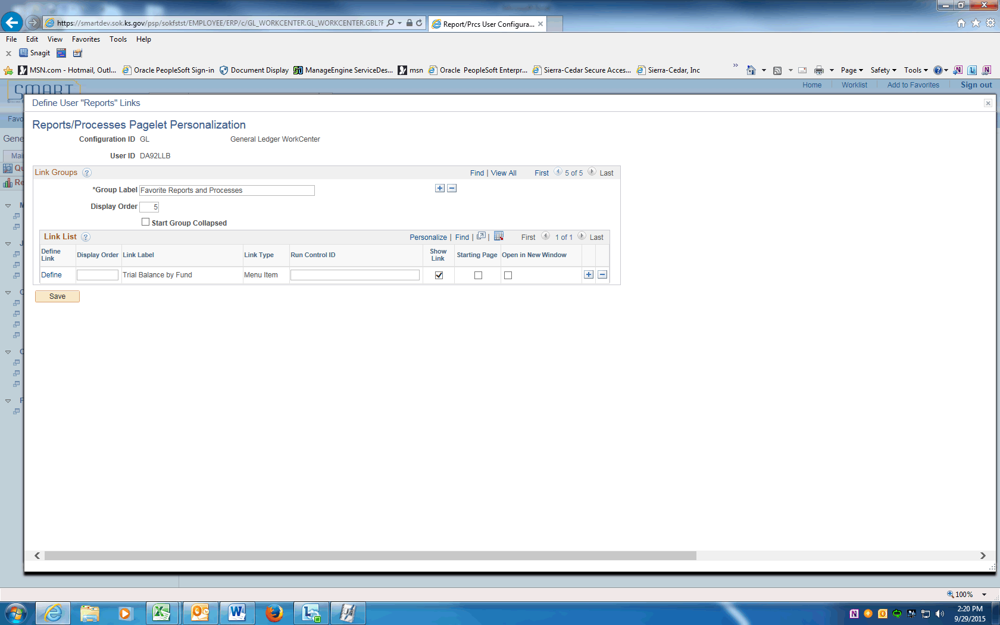 https://smartdev.sok.ks.gov/psp/sokfstst/EMPLOYEE/ERP/c/GL_WORKCENTER.GL_WORKCENTER.GBL?F
Report/Prcs User Configura...
File Edit View Favorites Tools Help
x Snagit
MSN.com - Hotmail, Outl... Oracle PeopleSoft Sign-in Document Display ManageEngine ServiceDes... msn Oracle PeopleSoft Enterpr... Sierra-Cedar Secure Acces... Sierra-Cedar, Inc » Page Safety Tools
SMART
Home Worklist Add to Favorites Sign out
Define User "Reports" Links
Favo
Reports/Processes Pagelet Personalization
Gene
Configuration ID GL General Ledger WorkCenter
Mai
User ID DA92LLB
Qu
Link Groups ? Find | View All First 5 of 5 Last
Re
*Group Label Favorite Reports and Processes + −
Display Order 5
Start Group Collapsed
Link List ? Personalize | Find | | First 1 of 1 Last
Define Link Display Order Link Label Link Type Run Control ID Show Link Starting Page Open in New Window
Define Trial Balance by Fund Menu Item + −
Save
100%
2:20 PM
9/29/2015